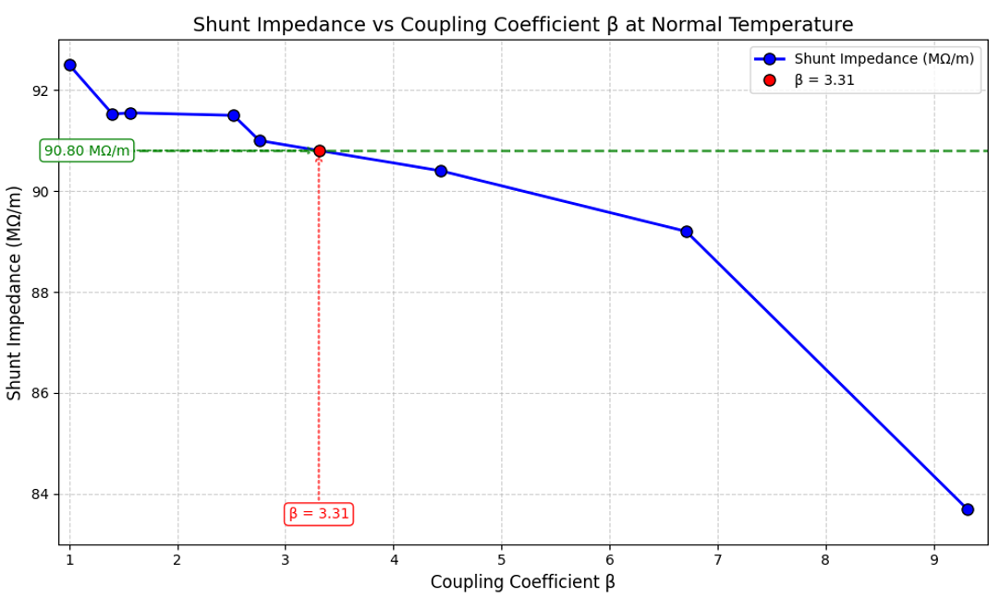 Shunt Impedance vs Coupling Coefficient β at Normal Temperature
Shunt Impedance (MΩ/m)
β = 3.31
92
90.80 MΩ/m
90
88
86
84
β = 3.31
Shunt Impedance (MΩ/m)
1 2 3 4 5 6 7 8 9
Coupling Coefficient β